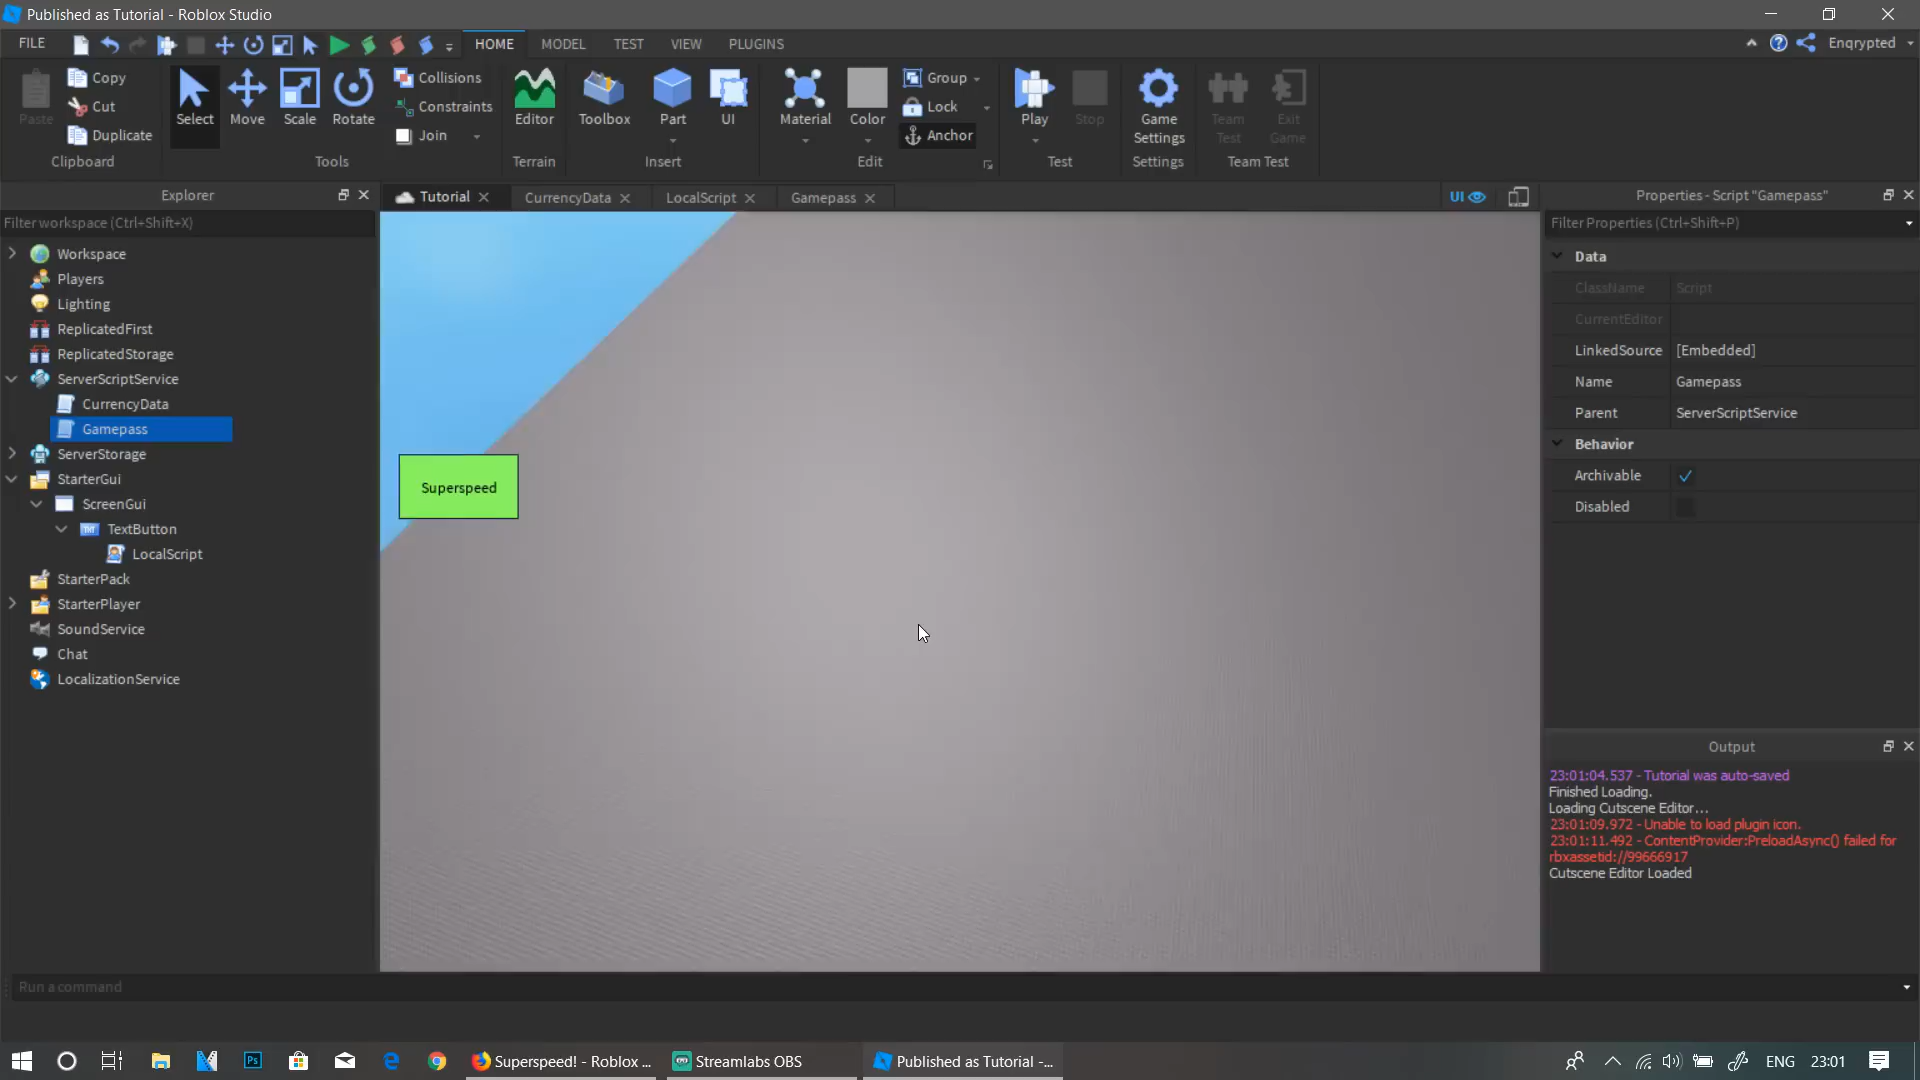 Published as Tutorial - Roblox Studio
FILE
HOME
MODEL
TEST
VIEW
PLUGINS
Enqrypted
Paste
Copy
Cut
Duplicate
Clipboard
Select
Move
Scale
Rotate
Collisions
Constraints
Join
Tools
Editor
Terrain
Toolbox
Part
UI
Insert
Material
Color
Group
Lock
Anchor
Edit
Play
Stop
Test
Game
Settings
Settings
Team
Test
Exit
Game
Team Test
Explorer
Filter workspace (Ctrl+Shift+X)
Workspace
Players
Lighting
ReplicatedFirst
ReplicatedStorage
ServerScriptService
CurrencyData
Gamepass
ServerStorage
StarterGui
ScreenGui
TextButton
LocalScript
StarterPack
StarterPlayer
SoundService
Chat
LocalizationService
Tutorial
CurrencyData
LocalScript
Gamepass
UI
Superspeed
Properties - Script "Gamepass"
Filter Properties (Ctrl+Shift+P)
Data
ClassName Script
CurrentEditor
LinkedSource [Embedded]
Name Gamepass
Parent ServerScriptService
Behavior
Archivable
Disabled
Output
23:01:04.537 - Tutorial was auto-saved
Finished Loading.
Loading Cutscene Editor...
23:01:09.972 - Unable to load plugin icon.
23:01:11.492 - ContentProvider:PreloadAsync() failed for
rbxassetid://99666917
Cutscene Editor Loaded
Run a command
Ps
Superspeed! - Roblox ...
Streamlabs OBS
Published as Tutorial -...
ENG
23:01